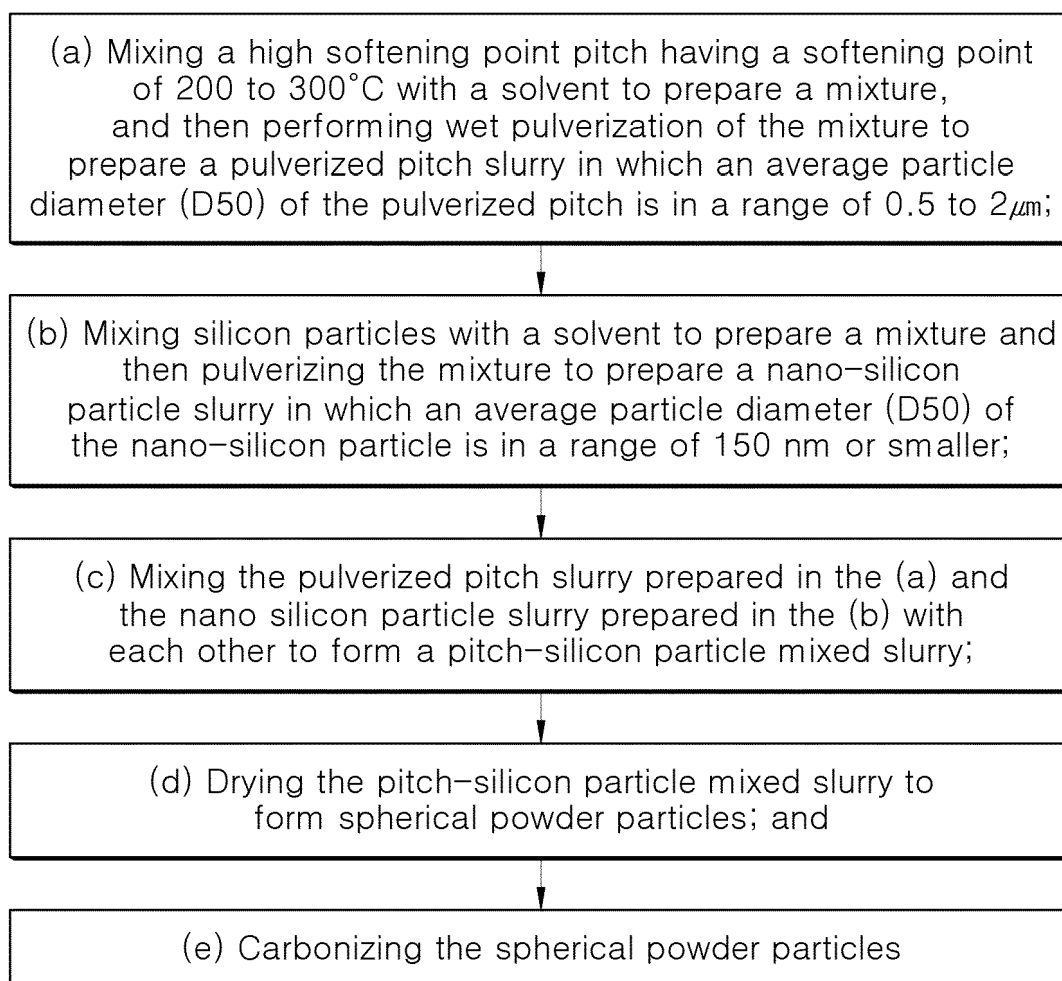 (a) Mixing a high softening point pitch having a softening point
of 200 to 300°C with a solvent to prepare a mixture,
and then performing wet pulverization of the mixture to
prepare a pulverized pitch slurry in which an average particle
diameter (D50) of the pulverized pitch is in a range of 0.5 to 2㎛;
(b) Mixing silicon particles with a solvent to prepare a mixture and
then pulverizing the mixture to prepare a nano-silicon
particle slurry in which an average particle diameter (D50) of
the nano-silicon particle is in a range of 150 nm or smaller;
(c) Mixing the pulverized pitch slurry prepared in the (a) and
the nano silicon particle slurry prepared in the (b) with
each other to form a pitch-silicon particle mixed slurry;
(d) Drying the pitch-silicon particle mixed slurry to
form spherical powder particles; and
(e) Carbonizing the spherical powder particles